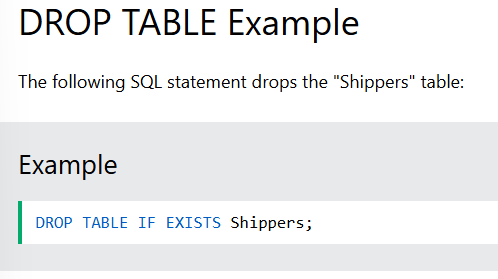 DROP TABLE Example
The following SQL statement drops the "Shippers" table:
Example
DROP TABLE IF EXISTS Shippers;